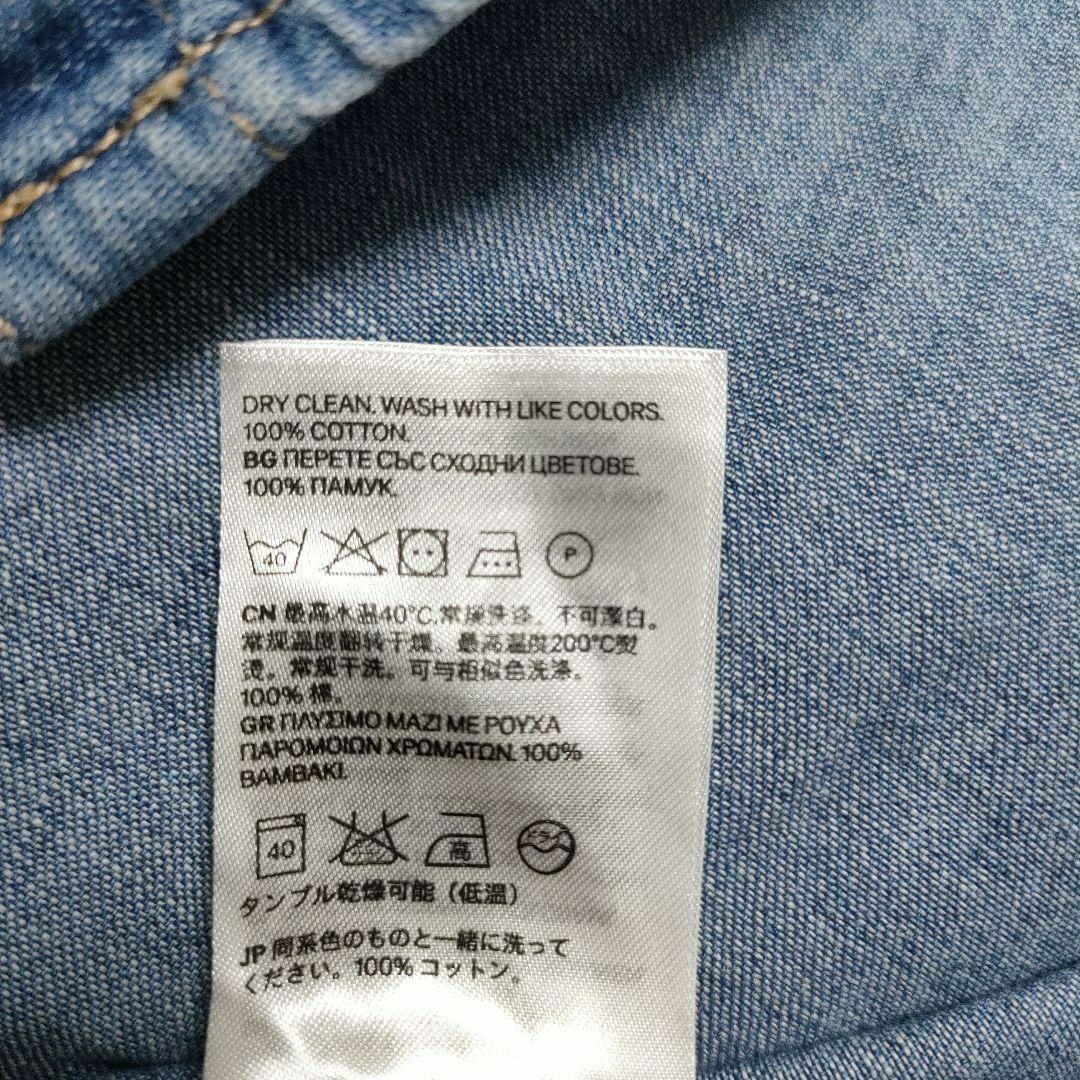 DRY CLEAN. WASH WITH LIKE COLORS.
100% COTTON.
BG ПЕРЕТЕ СЪС СХОДНИ ЦВЕТОВЕ.
100% ПАМУК.
40 P
CN 最高水温40°C.常规洗涤。不可漂白。
常规温度翻转干燥。最高温度200°C熨
烫。常规干洗。可与相似色洗涤。
100% 棉。
GR ΠΛΥΣΙΜΟ ΜΑΖΙ ΜΕ ΡΟΥΧΑ
ΠΑΡΟΜΟΙΩΝ ΧΡΩΜΑΤΩΝ. 100%
ΒΑΜΒΑΚΙ.
40 高 ドライ
タンブル乾燥可能（低温）
JP 同系色のものと一緒に洗って
ください。100% コットン。